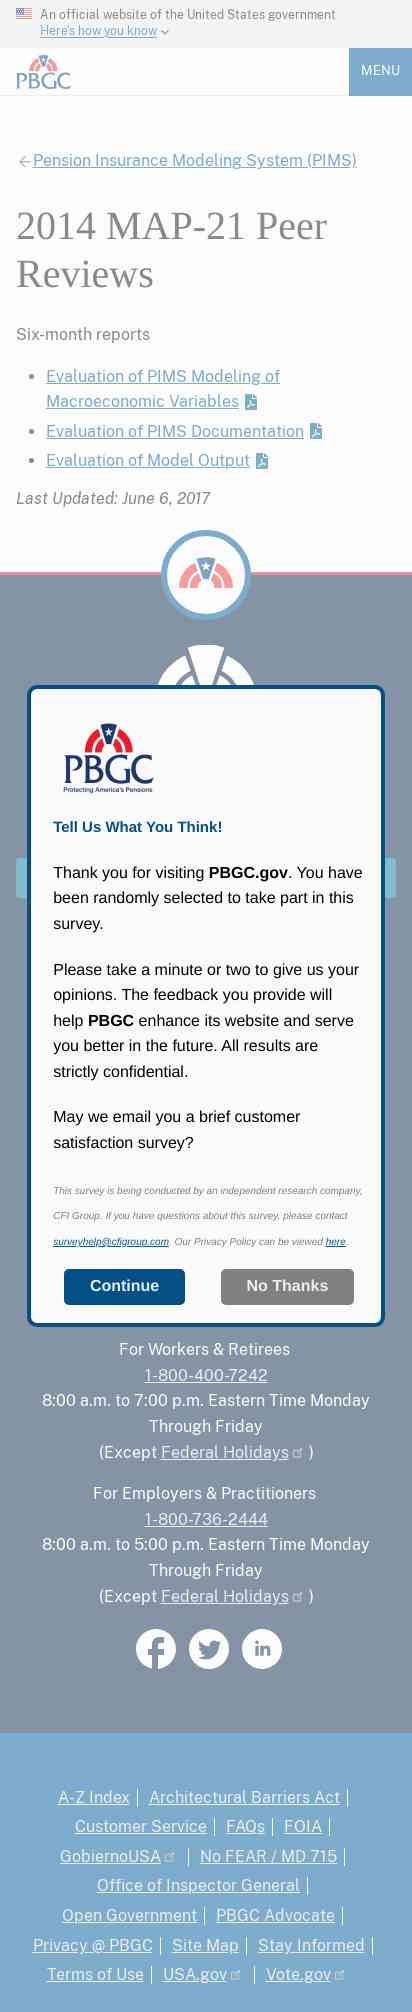 An official website of the United States government
Here's how you know
PBGC
MENU
Pension Insurance Modeling System (PIMS)
2014 MAP-21 Peer
Reviews
Six-month reports
Evaluation of PIMS Modeling of
Macroeconomic Variables
Evaluation of PIMS Documentation
Evaluation of Model Output
Last Updated: June 6, 2017
PBGC
Protecting America's Pensions
Tell Us What You Think!
Thank you for visiting PBGC.gov. You have
been randomly selected to take part in this
survey.
Please take a minute or two to give us your
opinions. The feedback you provide will
help PBGC enhance its website and serve
you better in the future. All results are
strictly confidential.
May we email you a brief customer
satisfaction survey?
This survey is being conducted by an independent research company,
CFI Group. If you have questions about this survey, please contact
surveyhelp@cfigroup.com. Our Privacy Policy can be viewed here.
Continue
No Thanks
For Workers & Retirees
1-800-400-7242
8:00 a.m. to 7:00 p.m. Eastern Time Monday
Through Friday
(Except Federal Holidays )
For Employers & Practitioners
1-800-736-2444
8:00 a.m. to 5:00 p.m. Eastern Time Monday
Through Friday
(Except Federal Holidays )
A-Z Index | Architectural Barriers Act |
Customer Service | FAQs | FOIA |
GobiernoUSA | No FEAR / MD 715 |
Office of Inspector General |
Open Government | PBGC Advocate |
Privacy @ PBGC | Site Map | Stay Informed |
Terms of Use | USA.gov | Vote.gov